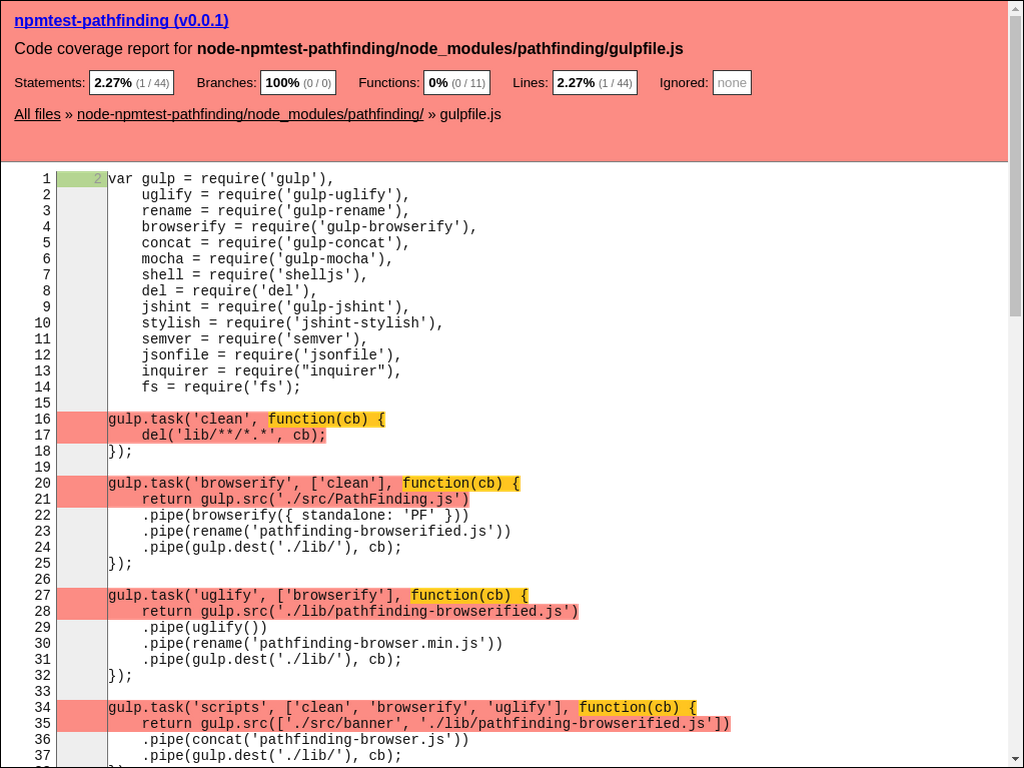 npmtest-pathfinding (v0.0.1)
Code coverage report for node-npmtest-pathfinding/node_modules/pathfinding/gulpfile.js
Statements: 2.27% (1 / 44) Branches: 100% (0 / 0) Functions: 0% (0 / 11) Lines: 2.27% (1 / 44) Ignored: none
All files » node-npmtest-pathfinding/node_modules/pathfinding/ » gulpfile.js
1 2 var gulp = require('gulp'),
2     uglify = require('gulp-uglify'),
3     rename = require('gulp-rename'),
4     browserify = require('gulp-browserify'),
5     concat = require('gulp-concat'),
6     mocha = require('gulp-mocha'),
7     shell = require('shelljs'),
8     del = require('del'),
9     jshint = require('gulp-jshint'),
10     stylish = require('jshint-stylish'),
11     semver = require('semver'),
12     jsonfile = require('jsonfile'),
13     inquirer = require("inquirer"),
14     fs = require('fs');
15
16 gulp.task('clean', function(cb) {
17     del('lib/**/*.*', cb);
18 });
19
20 gulp.task('browserify', ['clean'], function(cb) {
21     return gulp.src('./src/PathFinding.js')
22     .pipe(browserify({ standalone: 'PF' }))
23     .pipe(rename('pathfinding-browserified.js'))
24     .pipe(gulp.dest('./lib/'), cb);
25 });
26
27 gulp.task('uglify', ['browserify'], function(cb) {
28     return gulp.src('./lib/pathfinding-browserified.js')
29     .pipe(uglify())
30     .pipe(rename('pathfinding-browser.min.js'))
31     .pipe(gulp.dest('./lib/'), cb);
32 });
33
34 gulp.task('scripts', ['clean', 'browserify', 'uglify'], function(cb) {
35     return gulp.src(['./src/banner', './lib/pathfinding-browserified.js'])
36     .pipe(concat('pathfinding-browser.js'))
37     .pipe(gulp.dest('./lib/'), cb);